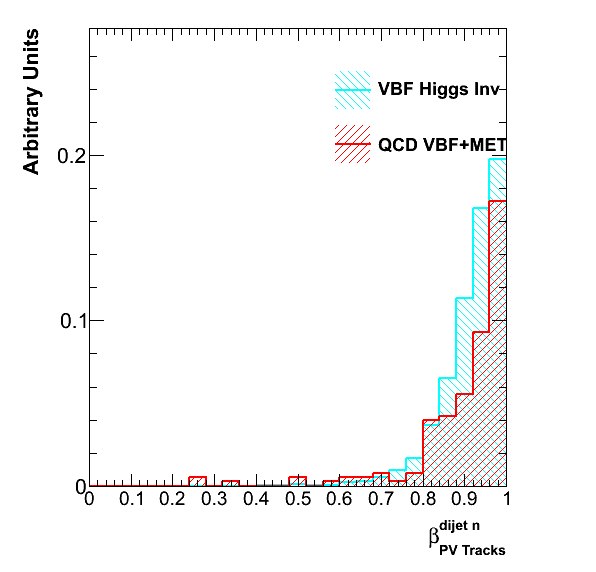 Arbitrary Units
VBF Higgs Inv
QCD VBF+MET
0.2
0.1
0
0 0.1 0.2 0.3 0.4 0.5 0.6 0.7 0.8 0.9 1
β dijet n
PV Tracks